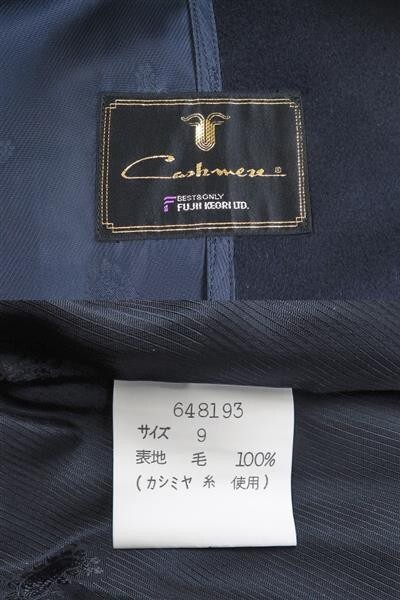 Cashmere®
BEST&ONLY
FUJII KEORI LTD.
648193
サイズ 9
表地 毛 100%
(カシミヤ 糸 使用)